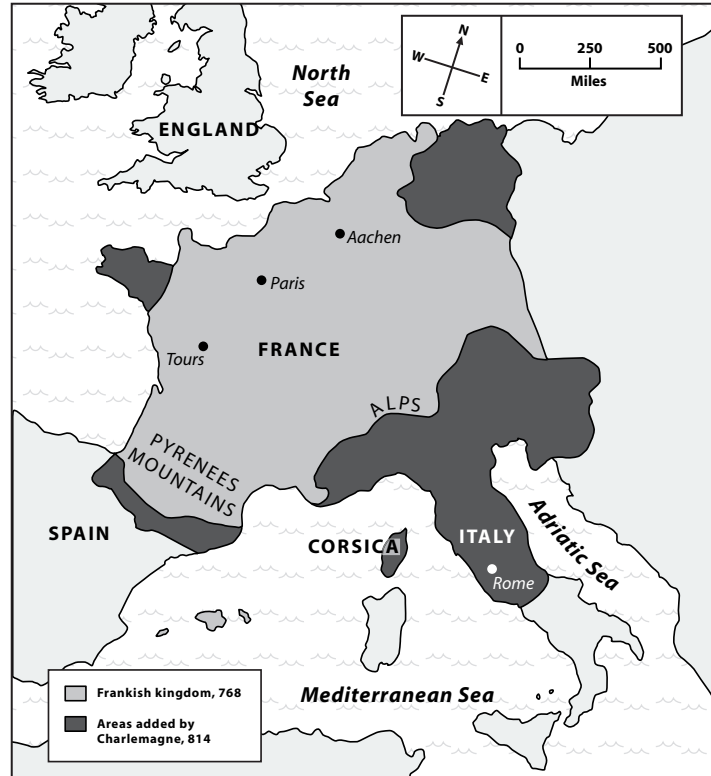 N
W
E
S
0 250 500
Miles
North
Sea
ENGLAND
Aachen
Paris
FRANCE
Tours
ALPS
PYRENEES
MOUNTAINS
SPAIN
CORSICA
ITALY
Adriatic Sea
Rome
Mediterranean Sea
Frankish kingdom, 768
Areas added by
Charlemagne, 814